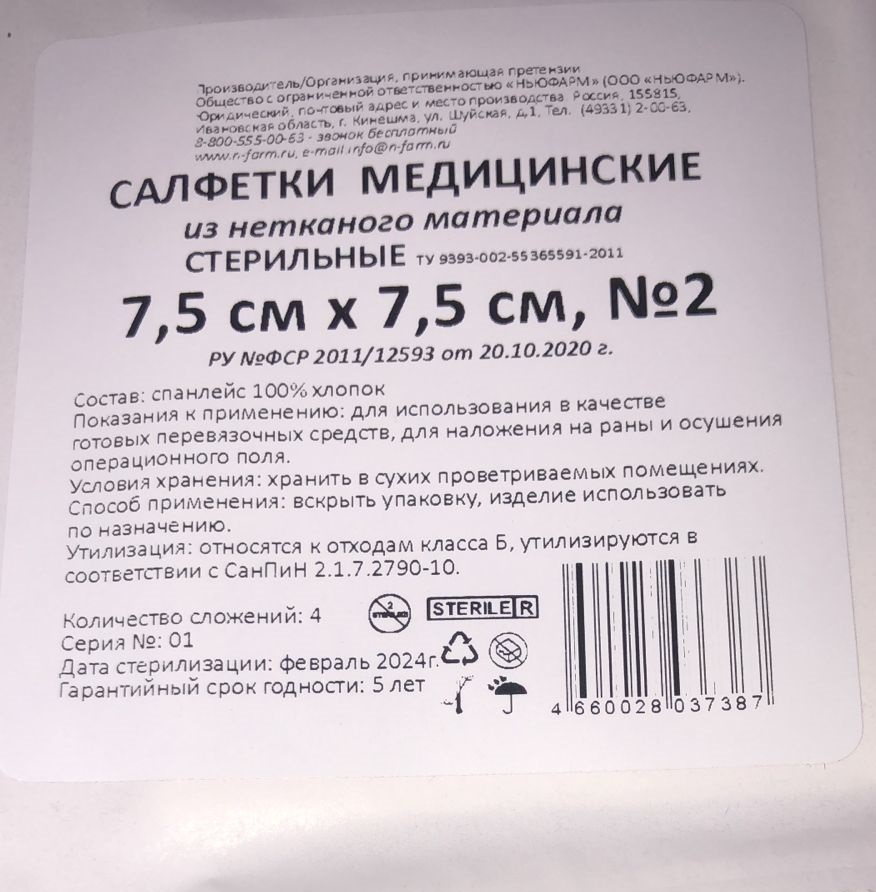 Производитель/Организация, принимающая претензии
Общество с ограниченной ответственностью «НЬЮФАРМ» (ООО «НЬЮФАРМ»).
Юридический, почтовый адрес и место производства: Россия, 155815,
Ивановская область, г. Кинешма, ул. Шуйская, д,1, Тел. (49331) 2-00-63,
8-800-555-00-63 - звонок бесплатный
www.n-farm.ru, e-mail.info@n-farm.ru
САЛФЕТКИ МЕДИЦИНСКИЕ
из нетканого материала
СТЕРИЛЬНЫЕ ТУ 9393-002-55365591-2011
7,5 см х 7,5 см, №2
РУ №ФСР 2011/12593 от 20.10.2020 г.
Состав: спанлейс 100% хлопок
Показания к применению: для использования в качестве
готовых перевязочных средств, для наложения на раны и осушения
операционного поля.
Условия хранения: хранить в сухих проветриваемых помещениях.
Способ применения: вскрыть упаковку, изделие использовать
по назначению.
Утилизация: относятся к отходам класса Б, утилизируются в
соответствии с СанПиН 2.1.7.2790-10.
Количество сложений: 4
Серия №: 01
Дата стерилизации: февраль 2024г.
Гарантийный срок годности: 5 лет
2
STERILE R
4 660028 037387